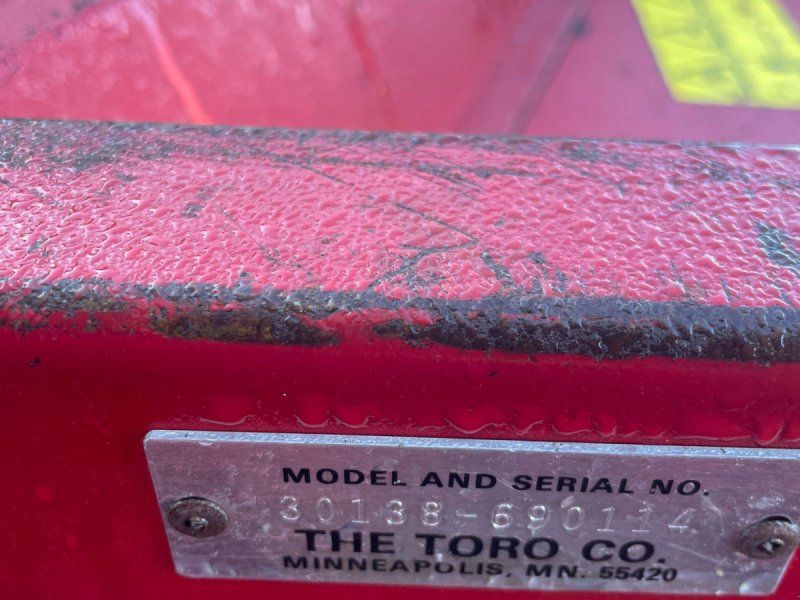 MODEL AND SERIAL NO.
30138-690114
THE TORO CO.
MINNEAPOLIS, MN. 55420